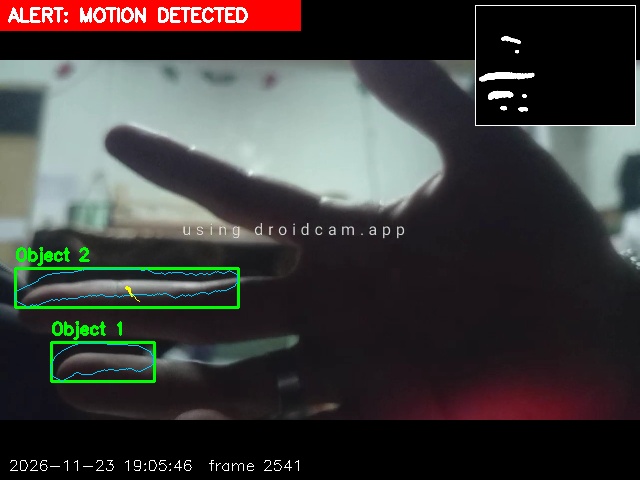 ALERT: MOTION DETECTED
using droidcam.app
Object 2
Object 1
2026-11-23 19:05:46 frame 2541